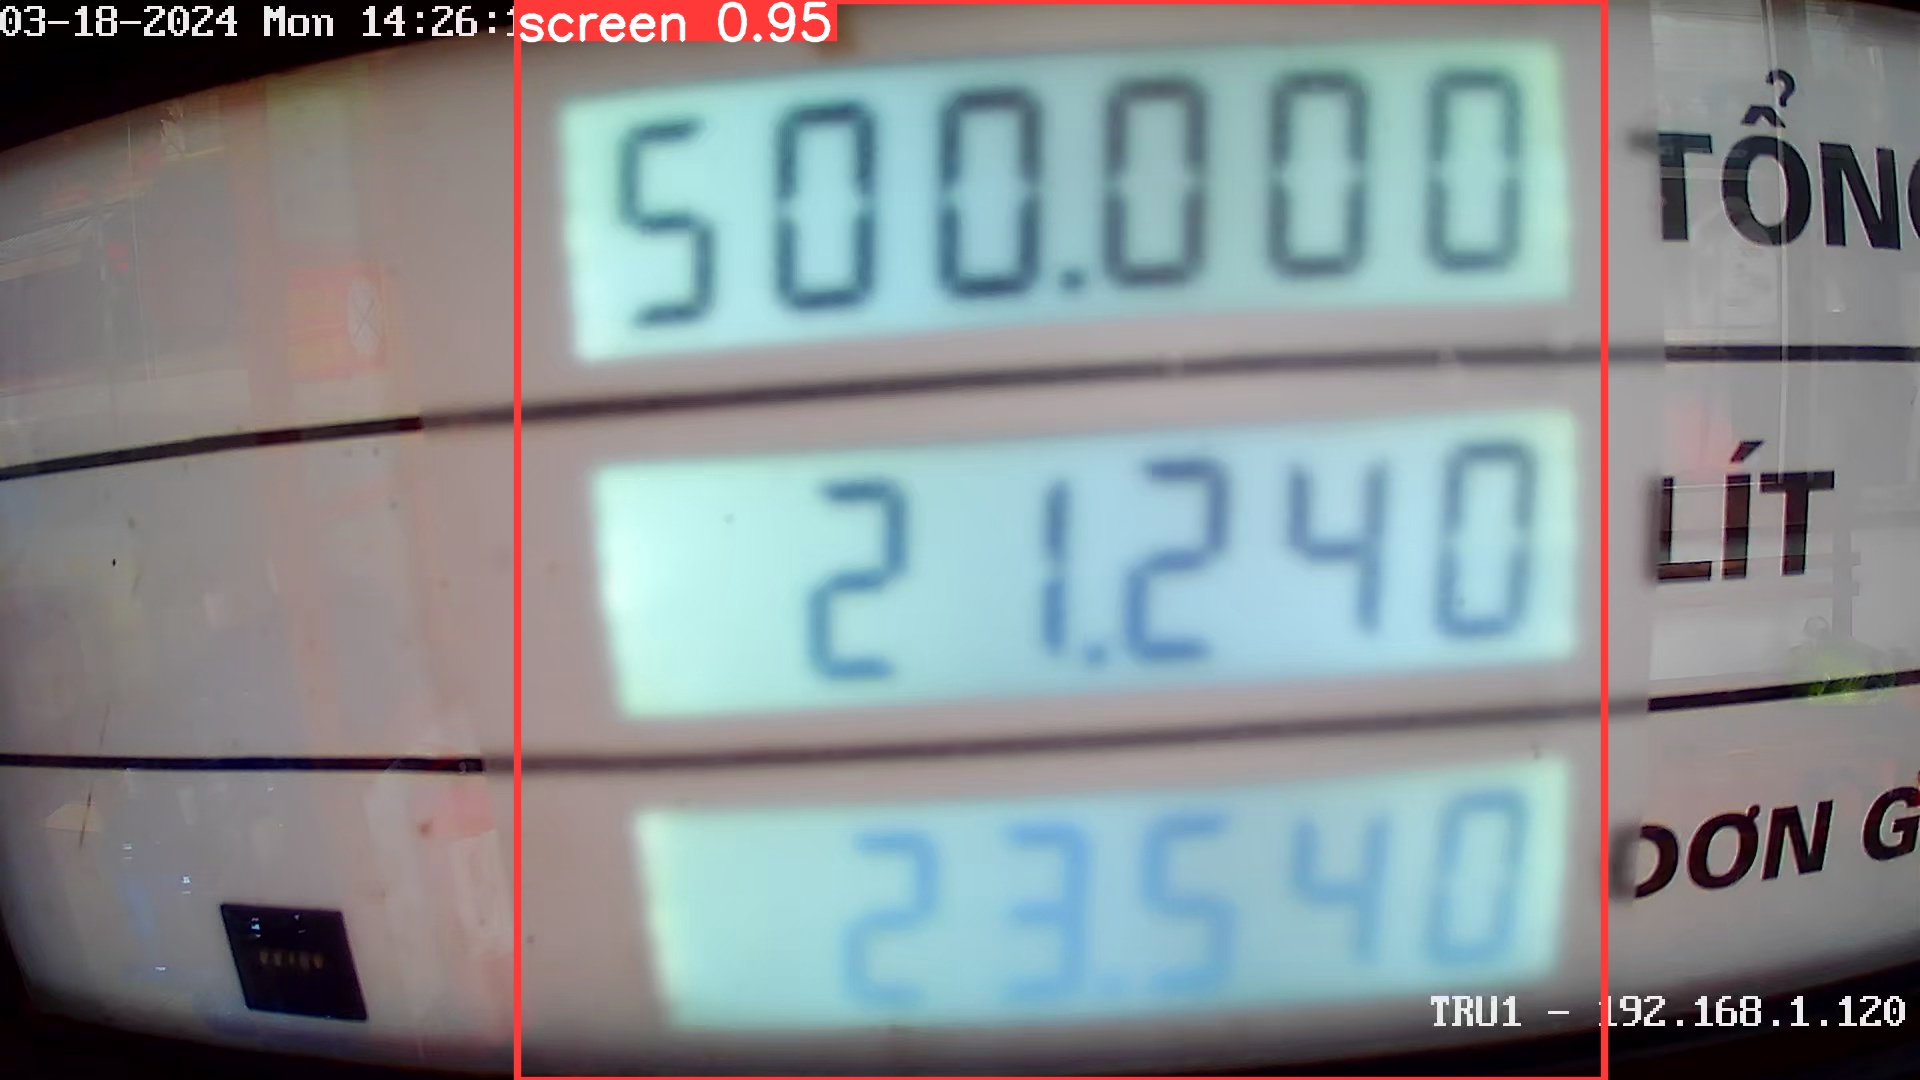 03-18-2024 Mon 14:26:
screen 0.95
500.000
TỔNG
21.240
LÍT
23.540
ĐƠN G
TRU1 - 192.168.1.120